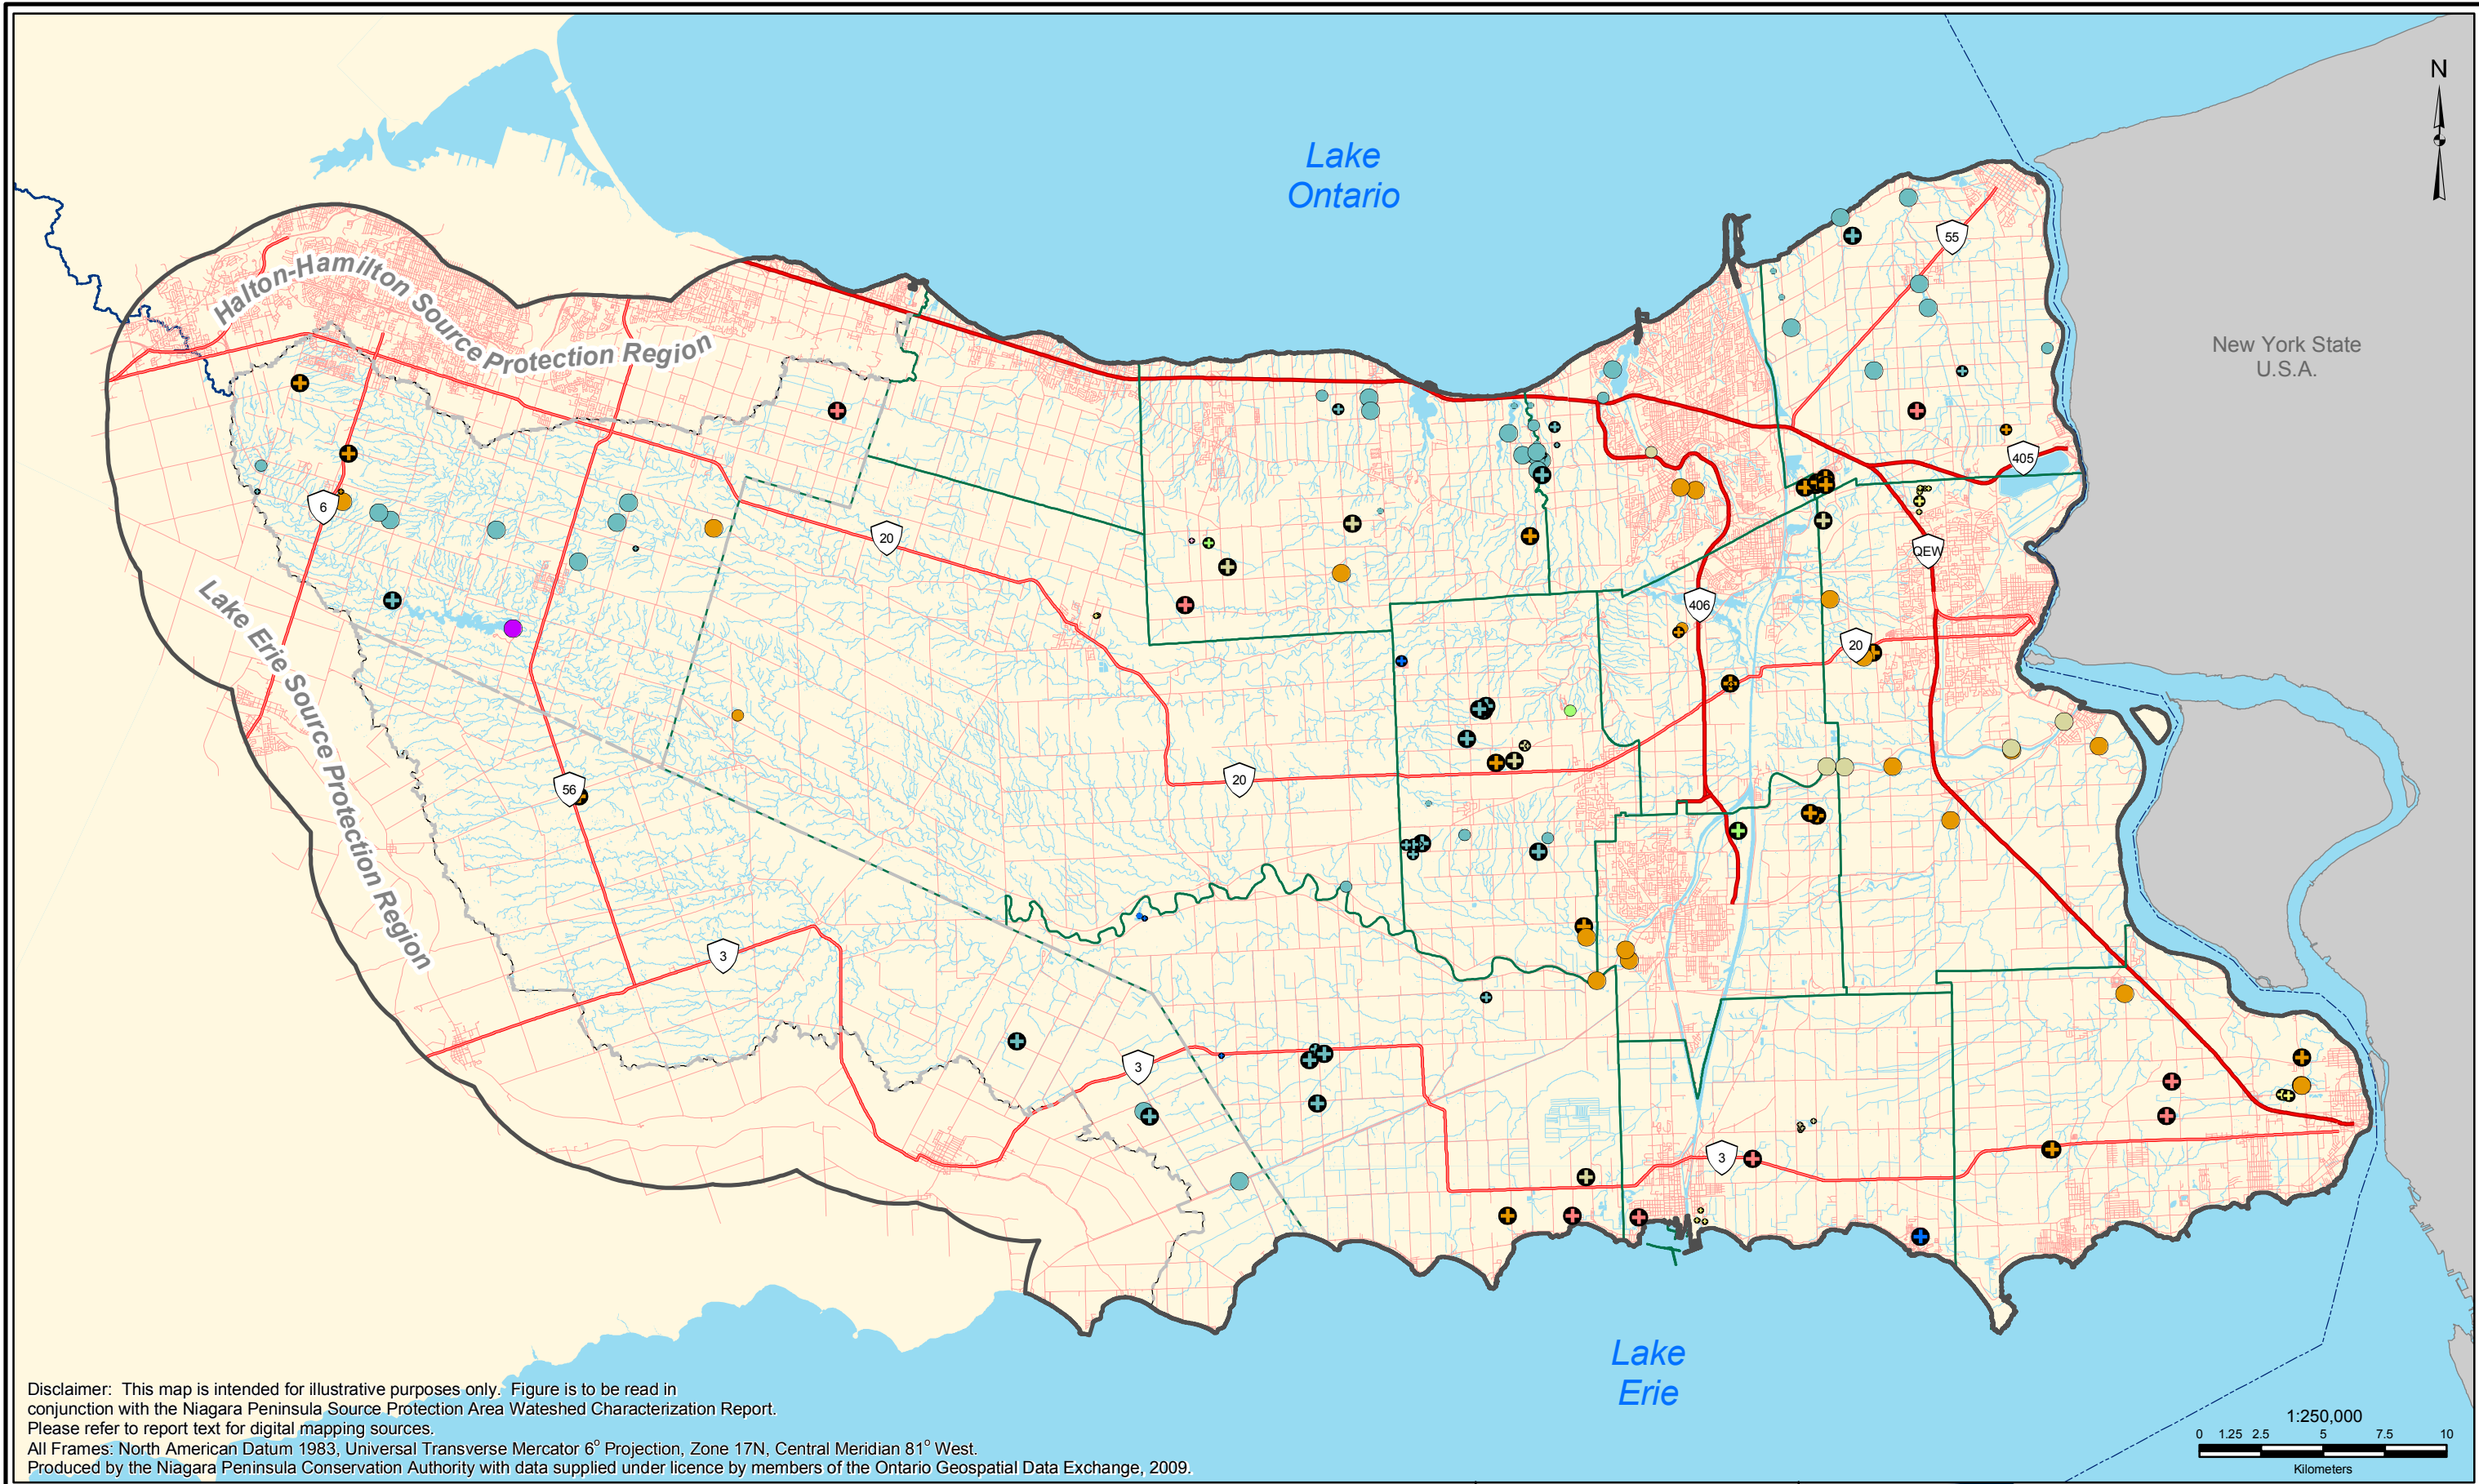 N
Lake
Ontario
55
New York State
U.S.A.
Halton-Hamilton Source Protection Region
405
6
20
QEW
406
20
Lake Erie Source Protection Region
20
56
3
3
3
Lake
Erie
Disclaimer: This map is intended for illustrative purposes only. Figure is to be read in
conjunction with the Niagara Peninsula Source Protection Area Wateshed Characterization Report.
Please refer to report text for digital mapping sources.
All Frames: North American Datum 1983, Universal Transverse Mercator 6° Projection, Zone 17N, Central Meridian 81° West.
Produced by the Niagara Peninsula Conservation Authority with data supplied under licence by members of the Ontario Geospatial Data Exchange, 2009.
1:250,000
0 1.25 2.5 5 7.5 10
Kilometers